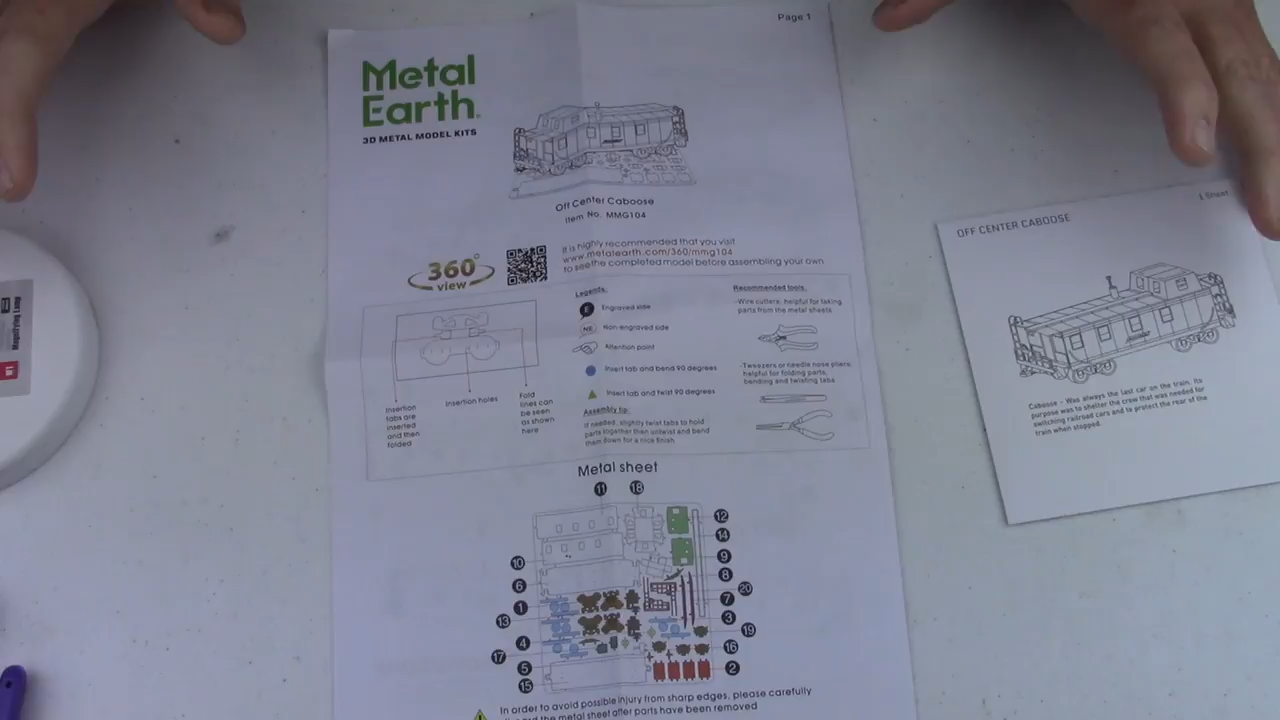 Page 1
Metal
Earth
3D METAL MODEL KITS
Off Center Caboose
Item No. MMG104
360°
view
It is highly recommended that you visit
www.metalearth.com/360/mmg104
to see the completed model before assembling your own
Legends:
E Engraved side
NE Non-engraved side
Attention point
Insert tab and bend 90 degrees
Insert tab and twist 90 degrees
Assembly tip:
If needed, slightly twist tabs to hold
parts together then untwist and bend
them down for a nice finish
Recommended tools:
-Wire cutters, helpful for taking
parts from the metal sheets
-Tweezers or needle nose pliers,
helpful for folding parts,
bending and twisting tabs
Insertion
tabs are
inserted
and then
folded
Insertion holes
Fold
lines can
be seen
as shown
here
Metal sheet
11
18
12
14
10
9
6
8
20
1
7
13
3
19
4
16
17
5
2
15
In order to avoid possible injury from sharp edges, please carefully
the metal sheet after parts have been removed
1 Sheet
OFF CENTER CABOOSE
Caboose - Was always the last car on the train. Its
purpose was to shelter the crew that was needed for
switching railroad cars and to protect the rear of the
train when stopped.
Magnifying Lamp